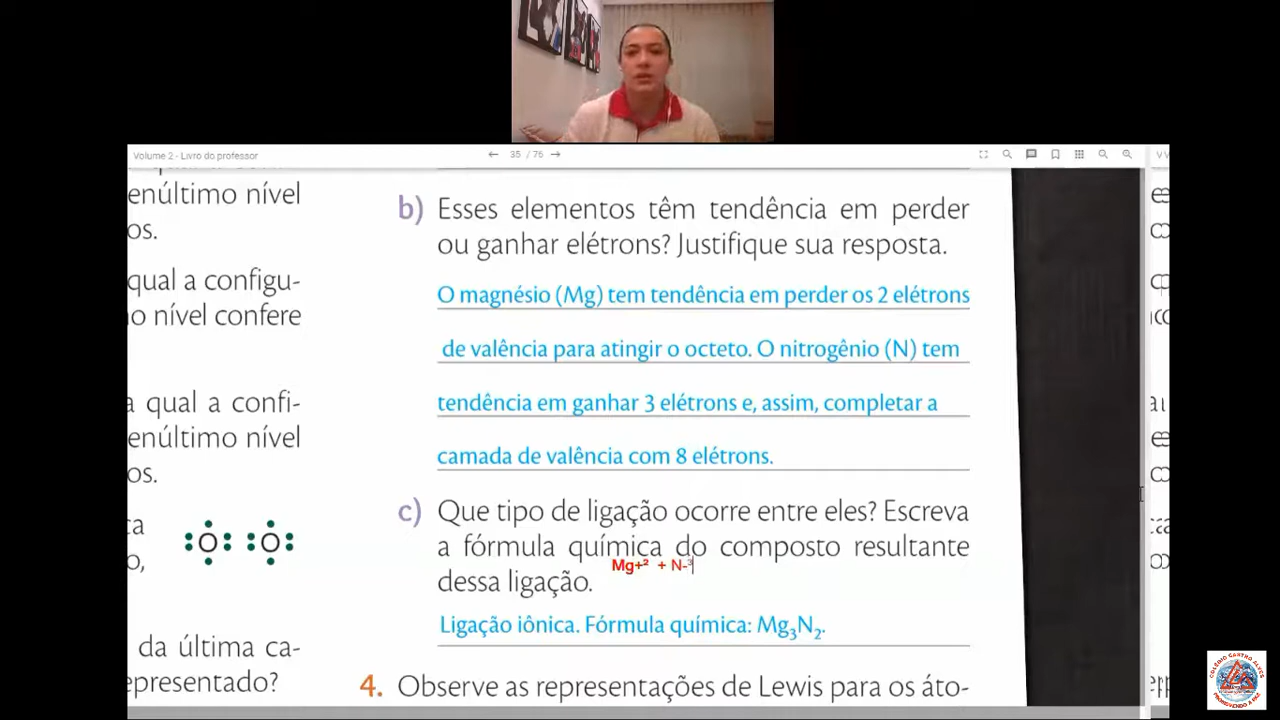 Volume 2 - Livro do professor
35 / 76
enúltimo nível
os.
qual a configu-
o nível confere
a qual a confi-
enúltimo nível
os.
O O
da última ca-
epresentado?
b) Esses elementos têm tendência em perder
ou ganhar elétrons? Justifique sua resposta.
O magnésio (Mg) tem tendência em perder os 2 elétrons
de valência para atingir o octeto. O nitrogênio (N) tem
tendência em ganhar 3 elétrons e, assim, completar a
camada de valência com 8 elétrons.
c) Que tipo de ligação ocorre entre eles? Escreva
a fórmula química do composto resultante
Mg+² + N-³
dessa ligação.
Ligação iônica. Fórmula química: Mg₃N₂.
4. Observe as representações de Lewis para os áto-
COLÉGIO CASTRO ALVES
PROMOVENDO A PAZ